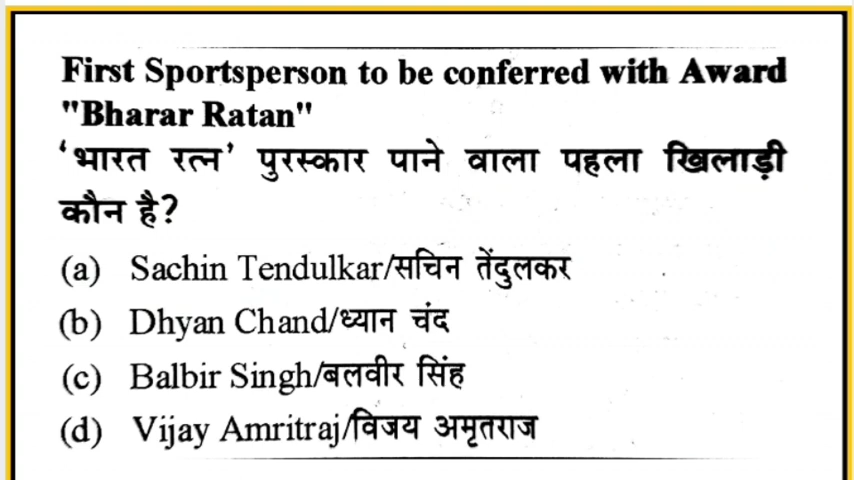 First Sportsperson to be conferred with Award
"Bharar Ratan"
‘भारत रत्न’ पुरस्कार पाने वाला पहला खिलाड़ी
कौन है?
(a) Sachin Tendulkar/सचिन तेंदुलकर
(b) Dhyan Chand/ध्यान चंद
(c) Balbir Singh/बलवीर सिंह
(d) Vijay Amritraj/विजय अमृतराज